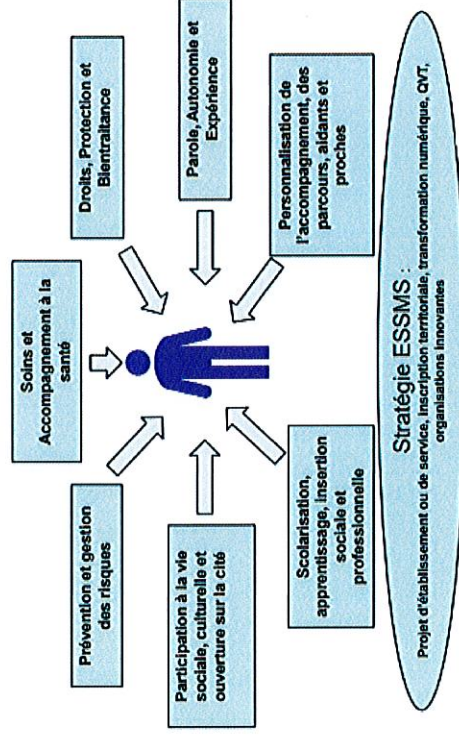 Soins et
Accompagnement à la
santé
Droits, Protection et
Bientraitance
Parole, Autonomie et
Expérience
Personnalisation de
l'accompagnement, des
parcours, aidants et
proches
Scolarisation,
apprentissage, insertion
sociale et
professionnelle
Participation à la vie
sociale, culturelle et
ouverture sur la cité
Prévention et gestion
des risques
Stratégie ESSMS :
Projet d'établissement ou de service, Inscription territoriale, transformation numérique, QVT,
organisations innovantes